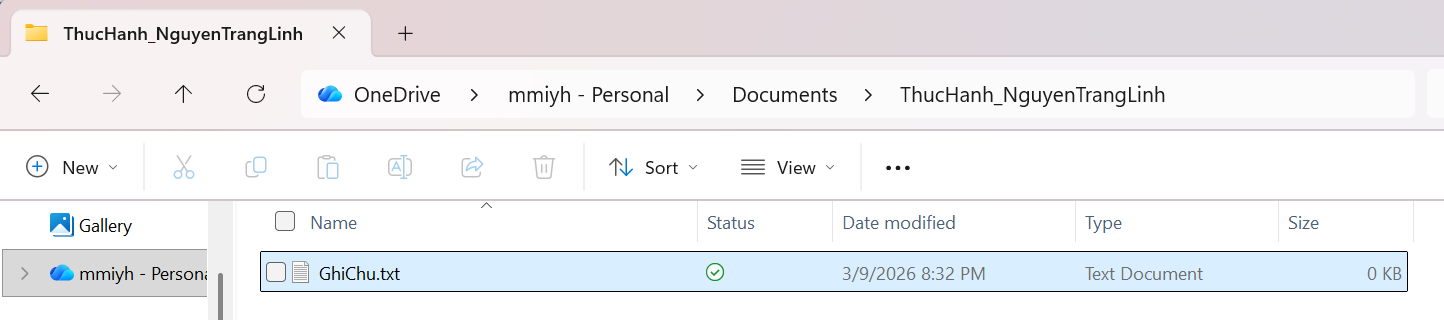 ThucHanh_NguyenTrangLinh
OneDrive > mmiyh - Personal > Documents > ThucHanh_NguyenTrangLinh
New Sort View
Gallery
Name Status Date modified Type Size
mmiyh - Persona
GhiChu.txt 3/9/2026 8:32 PM Text Document 0 KB